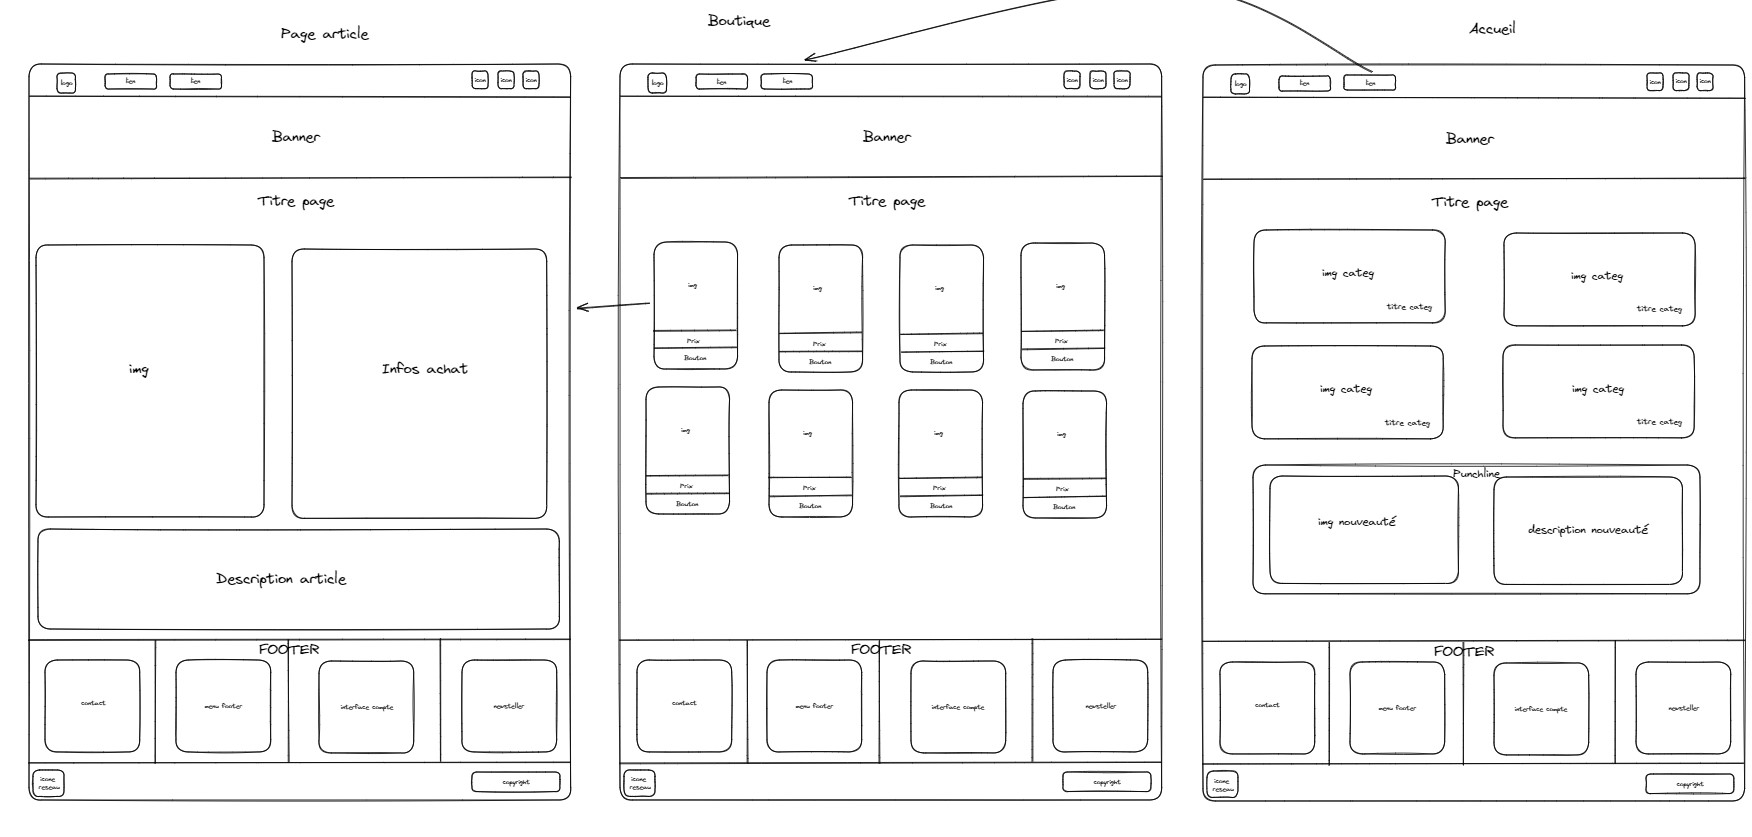 Page article
logo
lien
lien
icon
icon
icon
Banner
Titre page
img
Infos achat
Description article
FOOTER
contact
menu footer
interface compte
newsteller
icone
reseau
copyright
Boutique
logo
lien
lien
icon
icon
icon
Banner
Titre page
img
Prix
Bouton
img
Prix
Bouton
img
Prix
Bouton
img
Prix
Bouton
img
Prix
Bouton
img
Prix
Bouton
img
Prix
Bouton
img
Prix
Bouton
FOOTER
contact
menu footer
interface compte
newsteller
icone
reseau
copyright
Accueil
logo
lien
lien
icon
icon
icon
Banner
Titre page
img categ
titre categ
img categ
titre categ
img categ
titre categ
img categ
titre categ
Punchline
img nouveauté
description nouveauté
FOOTER
contact
menu footer
interface compte
newsteller
icone
reseau
copyright